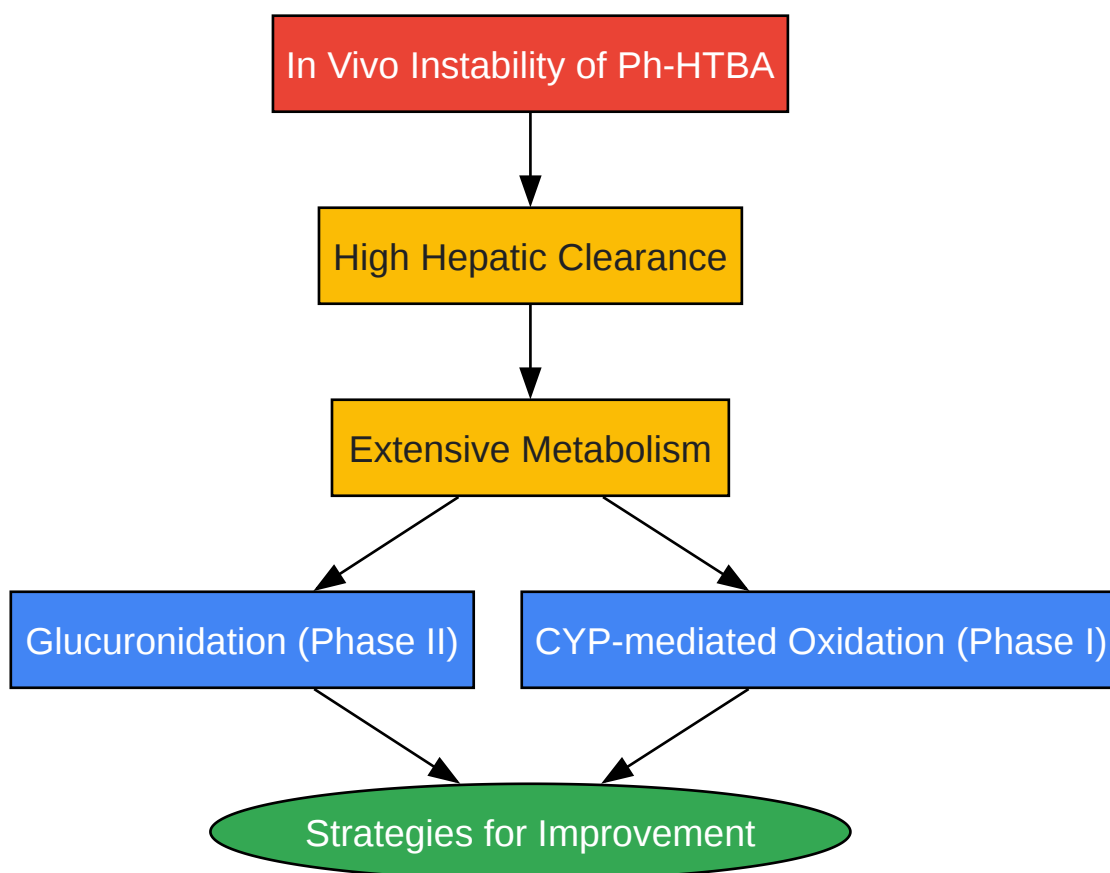 In Vivo Instability of Ph-HTBA
High Hepatic Clearance
Extensive Metabolism
Glucuronidation (Phase II)
CYP-mediated Oxidation (Phase I)
Strategies for Improvement